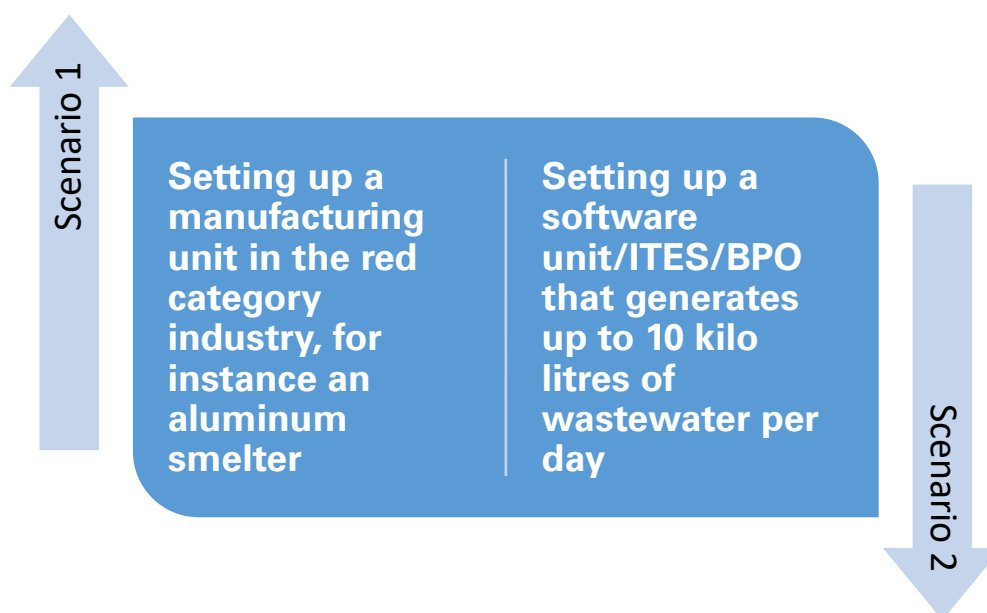 Scenario 1
Setting up a
manufacturing
unit in the red
category
industry, for
instance an
aluminum
smelter
Setting up a
software
unit/ITES/BPO
that generates
up to 10 kilo
litres of
wastewater per
day
Scenario 2